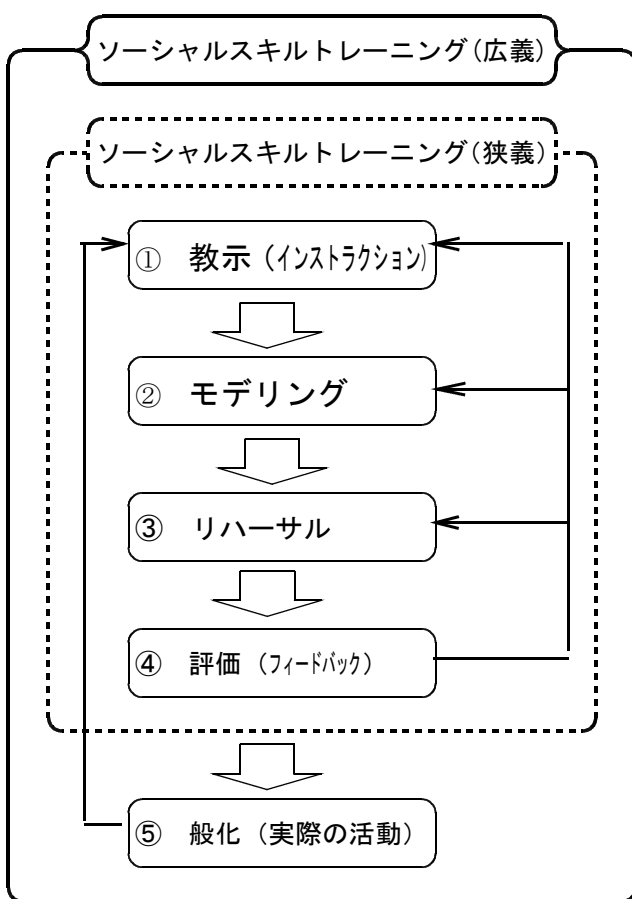 ソーシャルスキルトレーニング(広義)
ソーシャルスキルトレーニング(狭義)
① 教示（インストラクション)
② モデリング
③ リハーサル
④ 評価（フィードバック）
⑤ 般化（実際の活動）